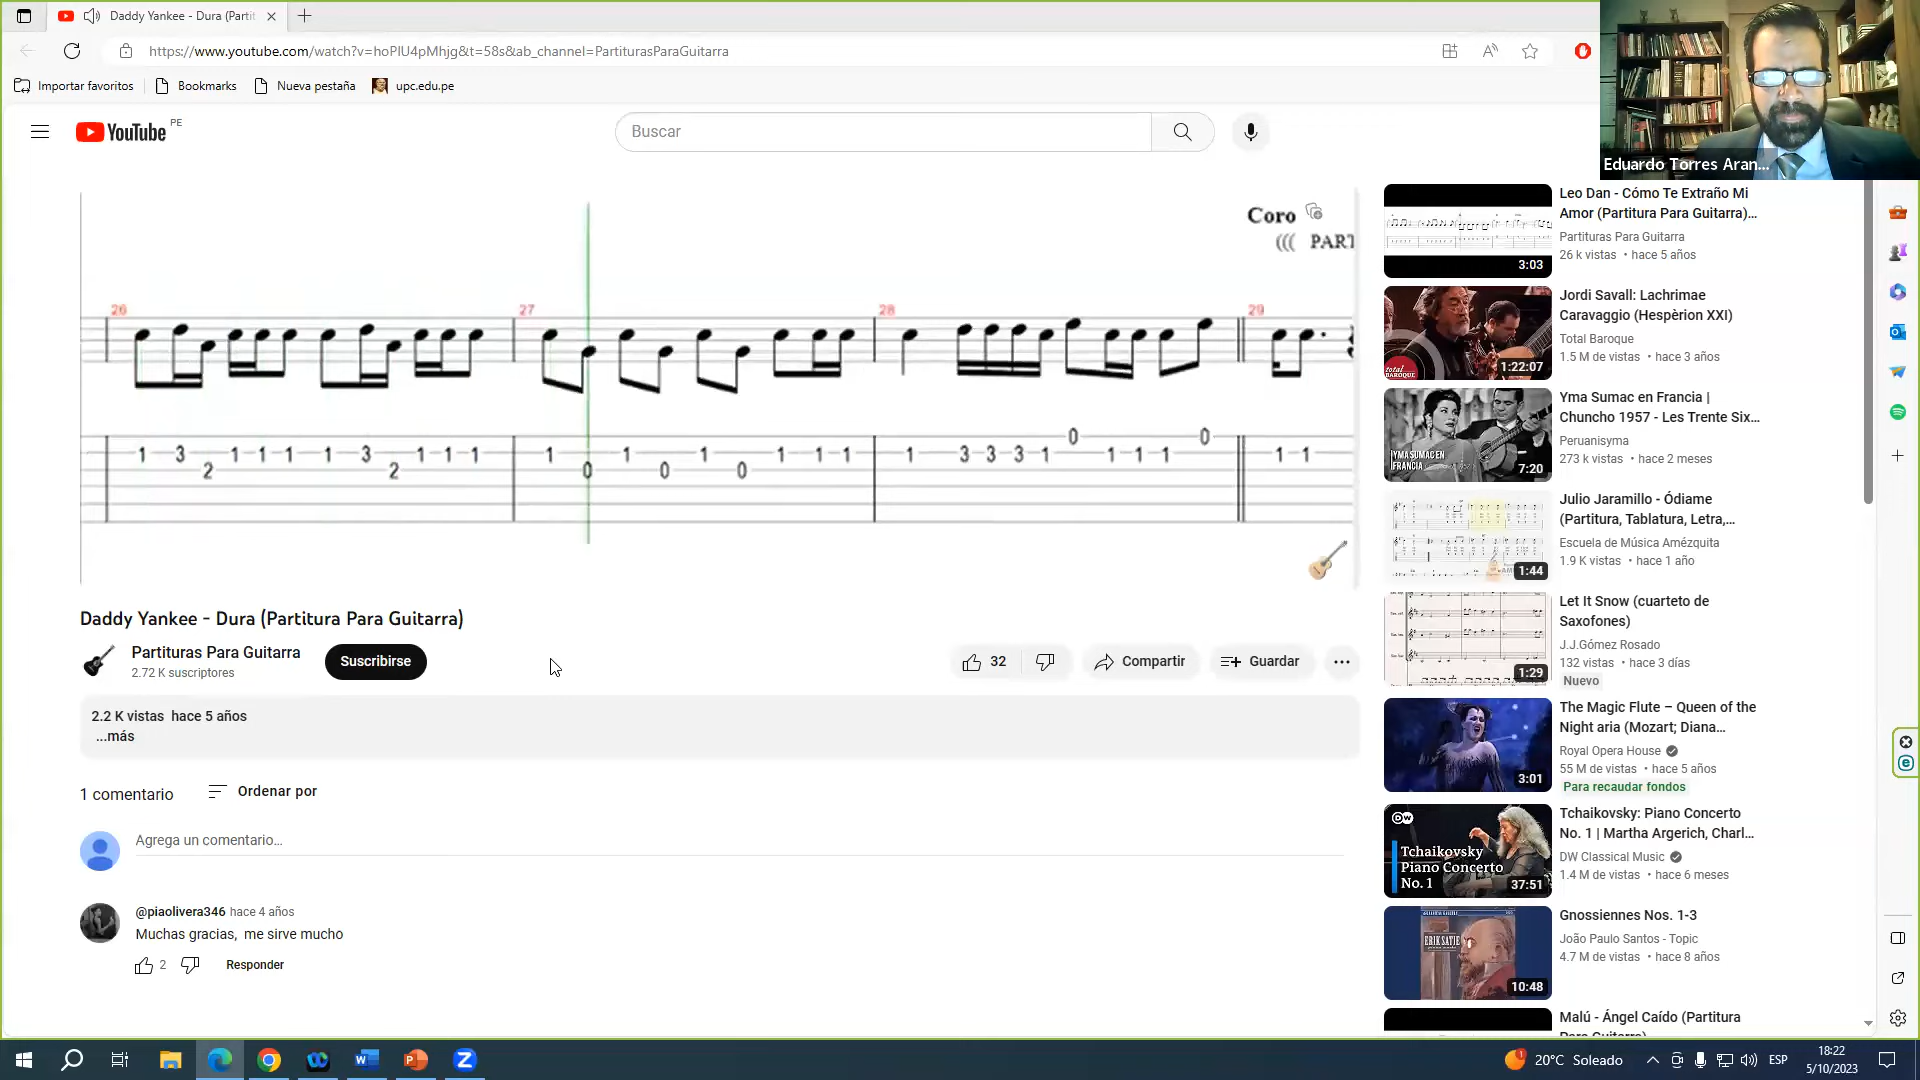 Daddy Yankee - Dura (Parti
https://www.youtube.com/watch?v=hoPIU4pMhjg&t=58s&ab_channel=PartiturasParaGuitarra
Importar favoritos
Bookmarks
Nueva pestaña
upc.edu.pe
YouTube PE
Buscar
Eduardo Torres Aran...
Coro
((( PART
26
27
28
29
1 3 2 1 1 1 1 3 2 1 1 1
1 0 1 0 1 0 1 1 1
1 3 3 3 1 0 1 1 1 0
1 1
Daddy Yankee - Dura (Partitura Para Guitarra)
Partituras Para Guitarra
2.72 K suscriptores
Suscribirse
32
Compartir
Guardar
2.2 K vistas hace 5 años
...más
1 comentario
Ordenar por
Agrega un comentario...
@piaolivera346 hace 4 años
Muchas gracias, me sirve mucho
2
Responder
Leo Dan - Cómo Te Extraño Mi
Amor (Partitura Para Guitarra)...
Partituras Para Guitarra
26 k vistas • hace 5 años
3:03
Jordi Savall: Lachrimae
Caravaggio (Hespèrion XXI)
Total Baroque
1.5 M de vistas • hace 3 años
total
BAROQUE
1:22:07
Yma Sumac en Francia |
Chuncho 1957 - Les Trente Six...
Peruanisyma
273 k vistas • hace 2 meses
YMA SUMAC EN
FRANCIA
7:20
Julio Jaramillo - Ódiame
(Partitura, Tablatura, Letra,...
Escuela de Música Amézquita
1.9 K vistas • hace 1 año
1:44
Let It Snow (cuarteto de
Saxofones)
J.J.Gómez Rosado
132 vistas • hace 3 días
Nuevo
1:29
The Magic Flute – Queen of the
Night aria (Mozart; Diana...
Royal Opera House
55 M de vistas • hace 5 años
Para recaudar fondos
3:01
Tchaikovsky: Piano Concerto
No. 1 | Martha Argerich, Charl...
DW Classical Music
1.4 M de vistas • hace 6 meses
DW
Tchaikovsky
Piano Concerto
No. 1
37:51
Gnossiennes Nos. 1-3
João Paulo Santos - Topic
4.7 M de vistas • hace 8 años
ERIK SATIE
10:48
Malú - Ángel Caído (Partitura
Para Guitarra)
20°C Soleado
ESP
18:22
5/10/2023